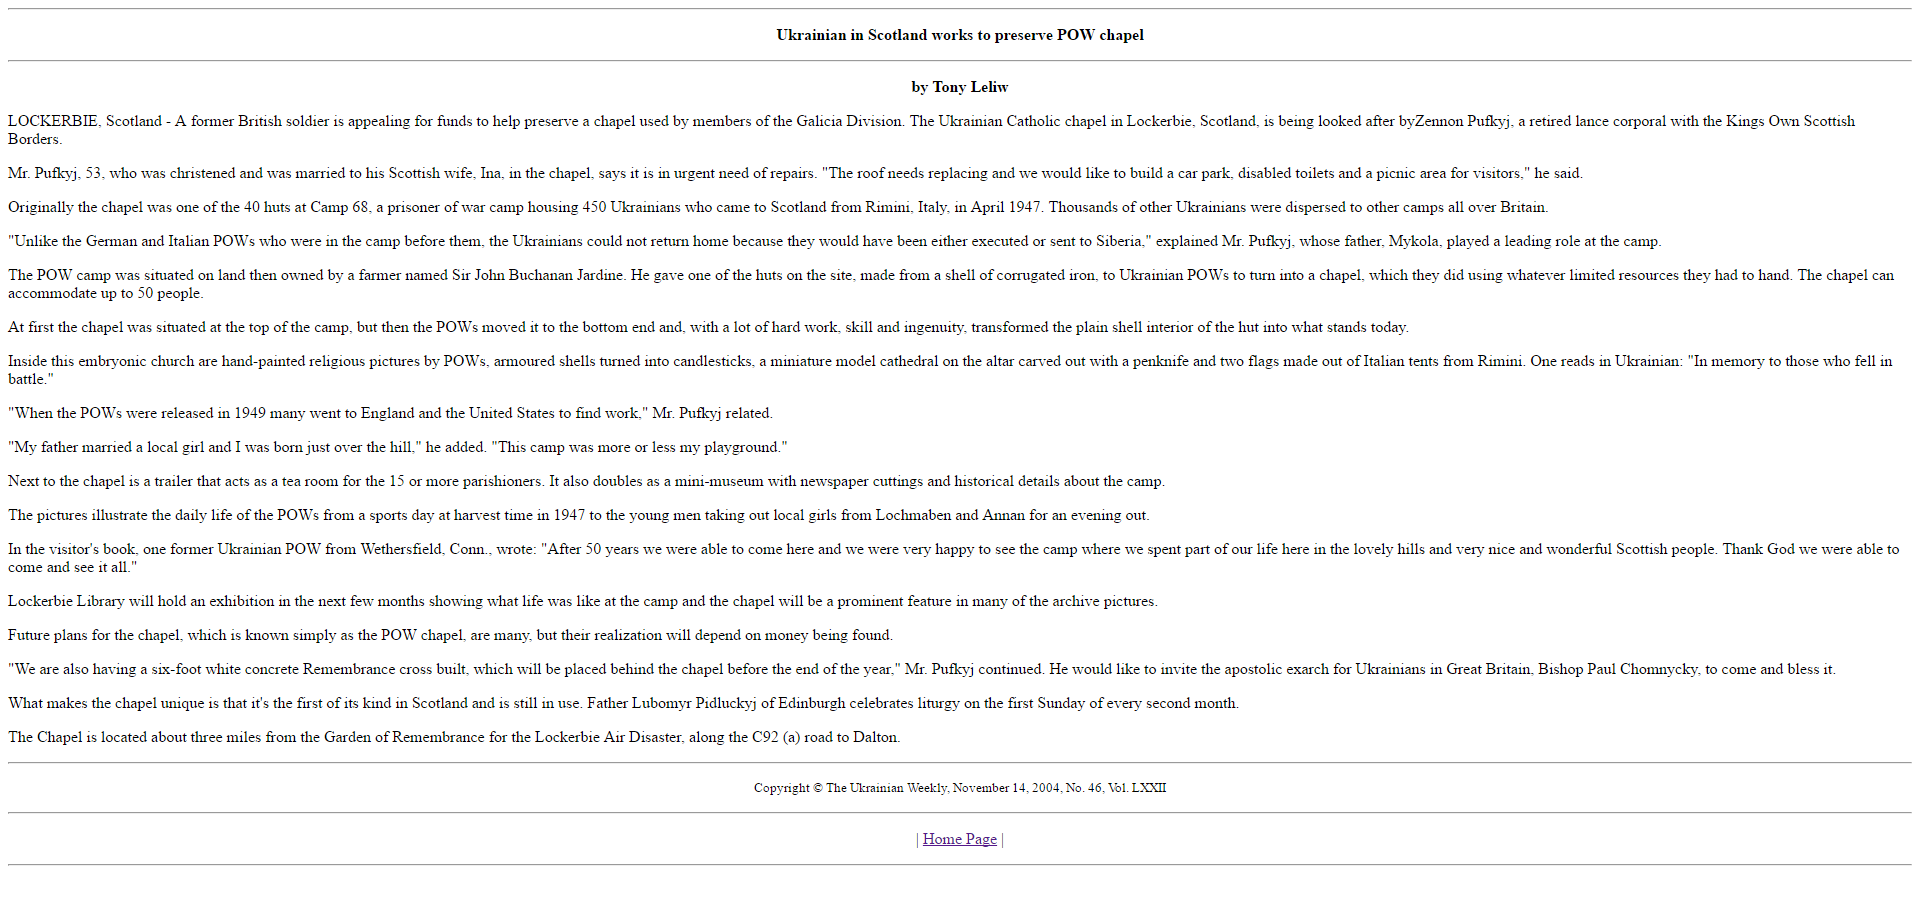 Ukrainian in Scotland works to preserve POW chapel
by Tony Leliw
LOCKERBIE, Scotland - A former British soldier is appealing for funds to help preserve a chapel used by members of the Galicia Division. The Ukrainian Catholic chapel in Lockerbie, Scotland, is being looked after byZennon Pufkyj, a retired lance corporal with the Kings Own Scottish
Borders.
Mr. Pufkyj, 53, who was christened and was married to his Scottish wife, Ina, in the chapel, says it is in urgent need of repairs. "The roof needs replacing and we would like to build a car park, disabled toilets and a picnic area for visitors," he said.
Originally the chapel was one of the 40 huts at Camp 68, a prisoner of war camp housing 450 Ukrainians who came to Scotland from Rimini, Italy, in April 1947. Thousands of other Ukrainians were dispersed to other camps all over Britain.
"Unlike the German and Italian POWs who were in the camp before them, the Ukrainians could not return home because they would have been either executed or sent to Siberia," explained Mr. Pufkyj, whose father, Mykola, played a leading role at the camp.
The POW camp was situated on land then owned by a farmer named Sir John Buchanan Jardine. He gave one of the huts on the site, made from a shell of corrugated iron, to Ukrainian POWs to turn into a chapel, which they did using whatever limited resources they had to hand. The chapel can
accommodate up to 50 people.
At first the chapel was situated at the top of the camp, but then the POWs moved it to the bottom end and, with a lot of hard work, skill and ingenuity, transformed the plain shell interior of the hut into what stands today.
Inside this embryonic church are hand-painted religious pictures by POWs, armoured shells turned into candlesticks, a miniature model cathedral on the altar carved out with a penknife and two flags made out of Italian tents from Rimini. One reads in Ukrainian: "In memory to those who fell in
battle."
"When the POWs were released in 1949 many went to England and the United States to find work," Mr. Pufkyj related.
"My father married a local girl and I was born just over the hill," he added. "This camp was more or less my playground."
Next to the chapel is a trailer that acts as a tea room for the 15 or more parishioners. It also doubles as a mini-museum with newspaper cuttings and historical details about the camp.
The pictures illustrate the daily life of the POWs from a sports day at harvest time in 1947 to the young men taking out local girls from Lochmaben and Annan for an evening out.
In the visitor's book, one former Ukrainian POW from Wethersfield, Conn., wrote: "After 50 years we were able to come here and we were very happy to see the camp where we spent part of our life here in the lovely hills and very nice and wonderful Scottish people. Thank God we were able to
come and see it all."
Lockerbie Library will hold an exhibition in the next few months showing what life was like at the camp and the chapel will be a prominent feature in many of the archive pictures.
Future plans for the chapel, which is known simply as the POW chapel, are many, but their realization will depend on money being found.
"We are also having a six-foot white concrete Remembrance cross built, which will be placed behind the chapel before the end of the year," Mr. Pufkyj continued. He would like to invite the apostolic exarch for Ukrainians in Great Britain, Bishop Paul Chomnycky, to come and bless it.
What makes the chapel unique is that it's the first of its kind in Scotland and is still in use. Father Lubomyr Pidluckyj of Edinburgh celebrates liturgy on the first Sunday of every second month.
The Chapel is located about three miles from the Garden of Remembrance for the Lockerbie Air Disaster, along the C92 (a) road to Dalton.
Copyright © The Ukrainian Weekly, November 14, 2004, No. 46, Vol. LXXII
| Home Page |